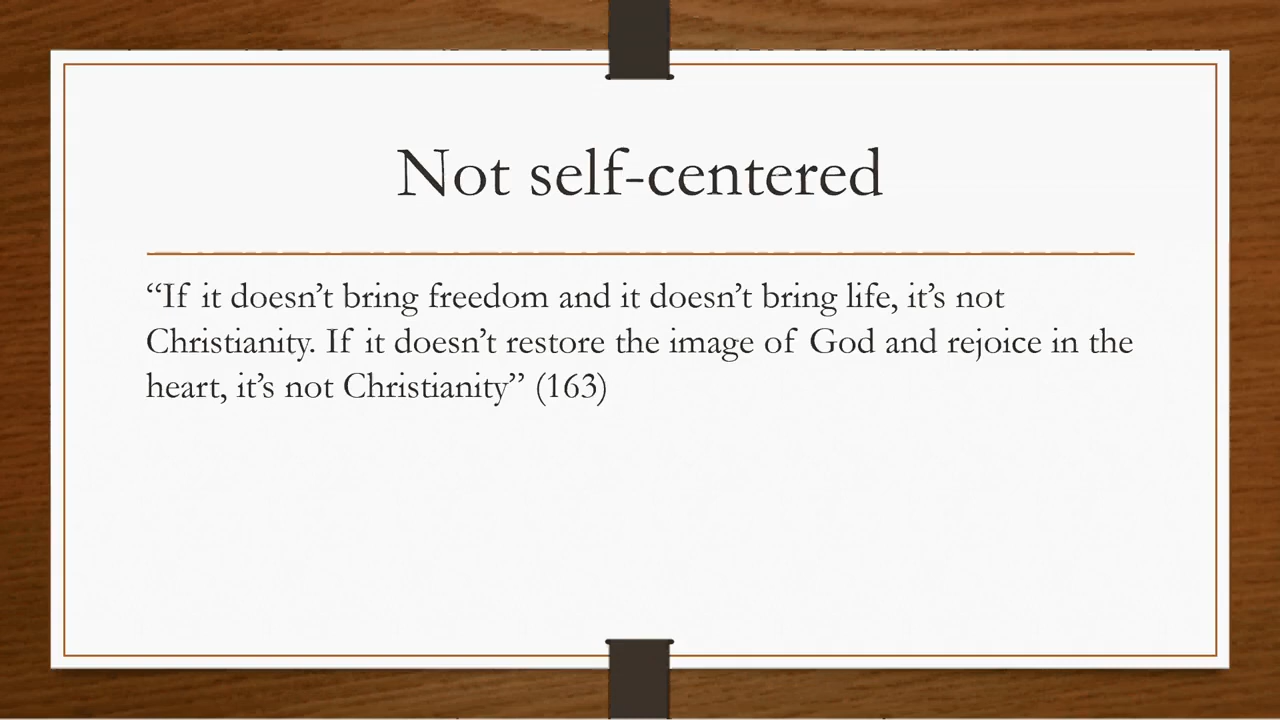 Not self-centered
“If it doesn’t bring freedom and it doesn’t bring life, it’s not
Christianity. If it doesn’t restore the image of God and rejoice in the
heart, it’s not Christianity” (163)